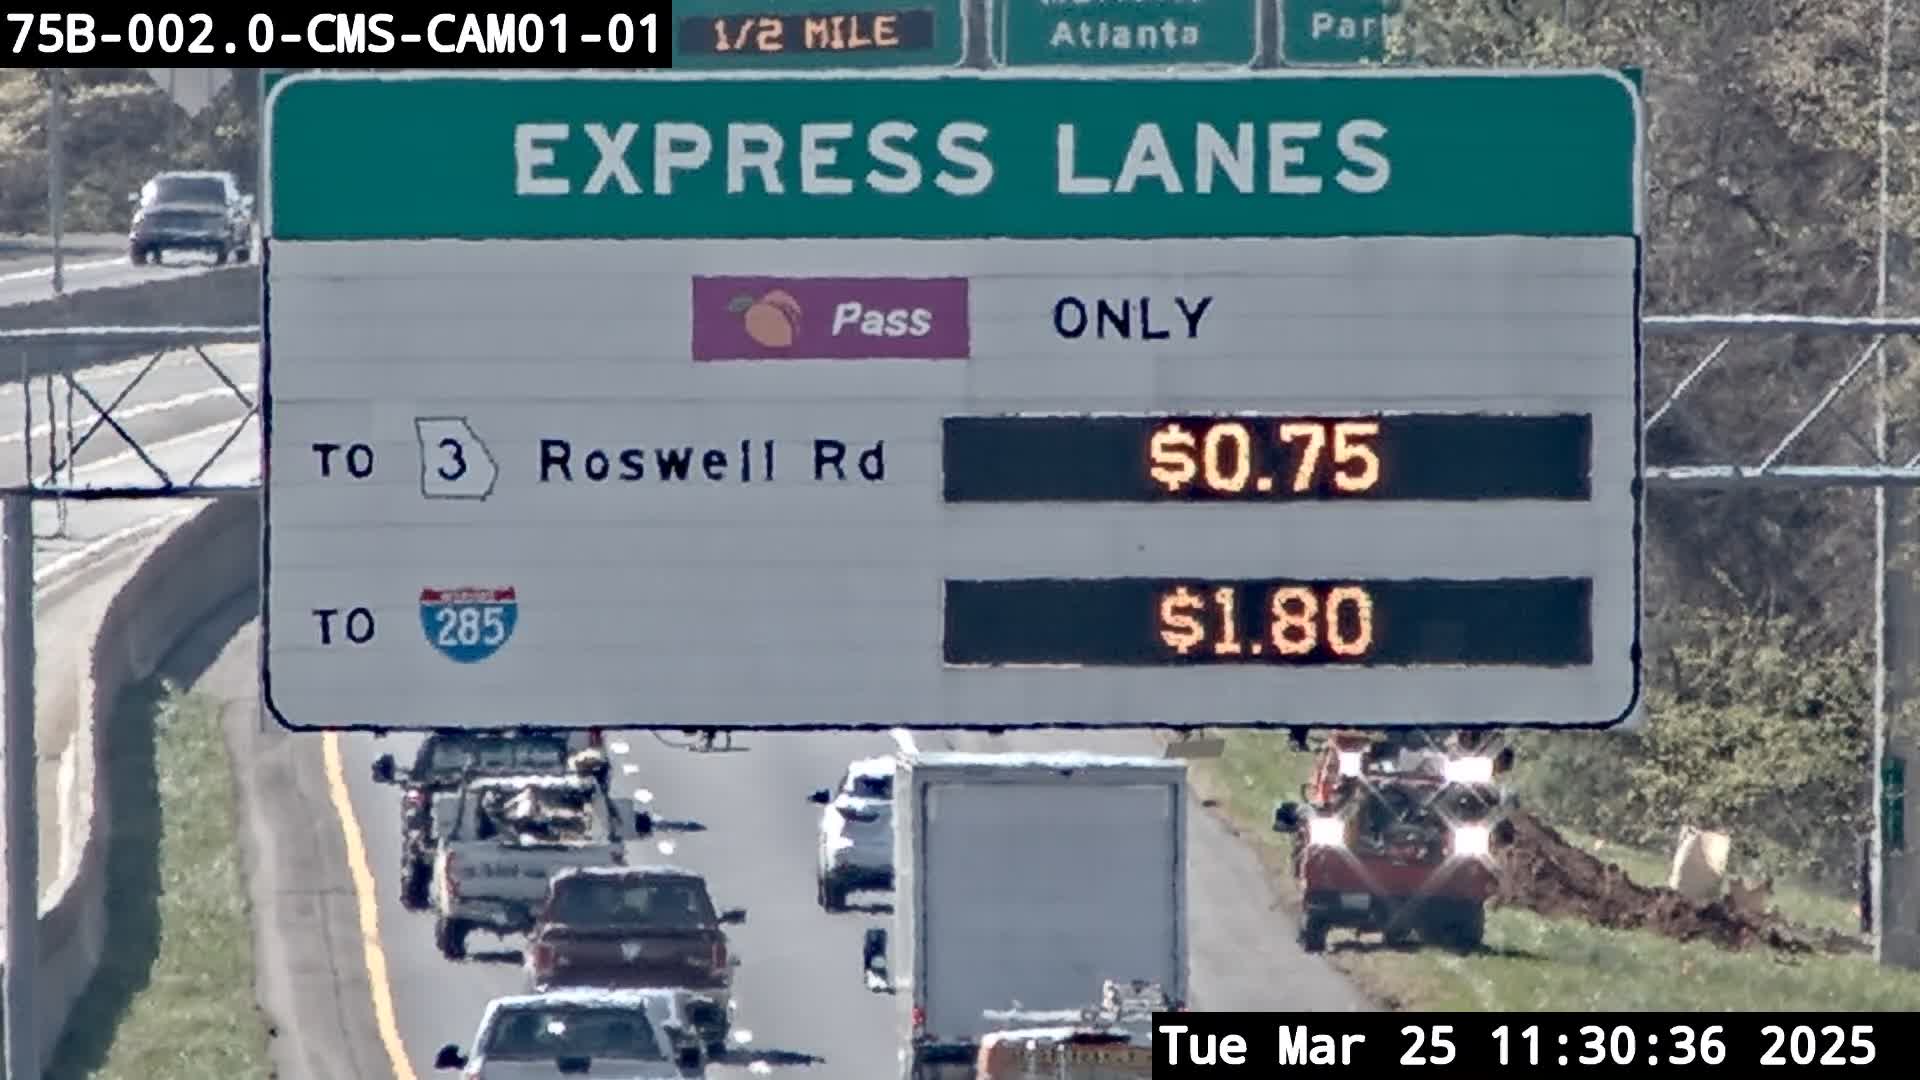 75B-002.0-CMS-CAM01-01
1/2 MILE
Atlanta
EXPRESS LANES
Pass ONLY
TO 3 Roswell Rd $0.75
TO 285 $1.80
Tue Mar 25 11:30:36 2025